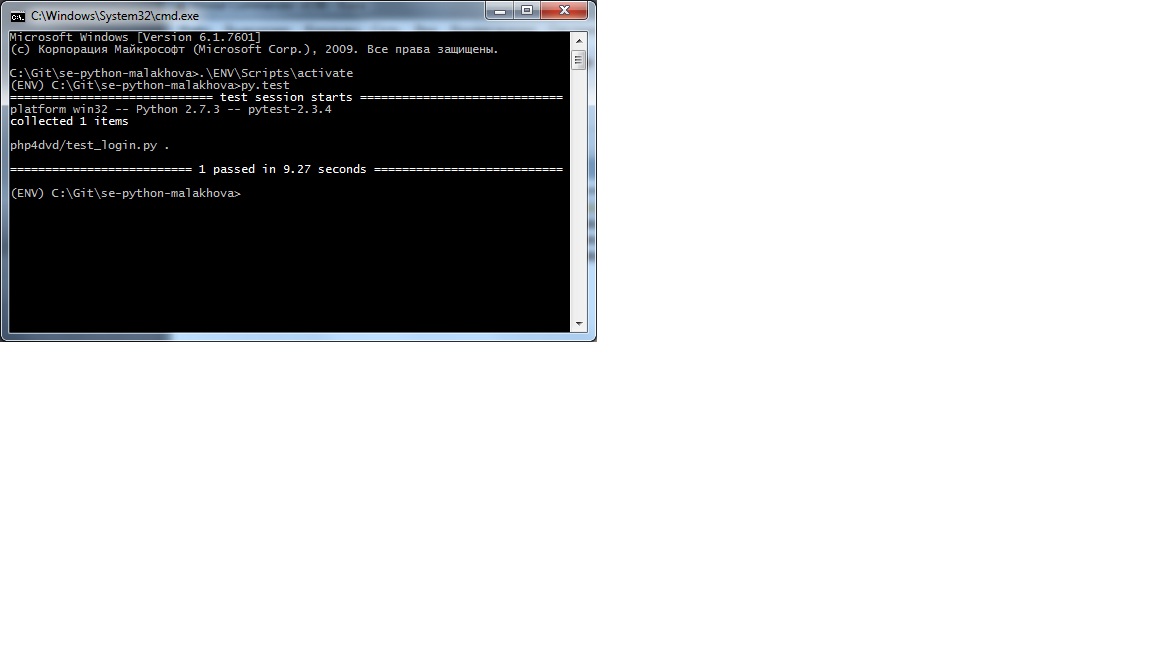 C:\Windows\System32\cmd.exe
Microsoft Windows [Version 6.1.7601]
(c) Корпорация Майкрософт (Microsoft Corp.), 2009. Все права защищены.
C:\Git\se-python-malakhova>.\ENV\Scripts\activate
(ENV) C:\Git\se-python-malakhova>py.test
============================= test session starts =============================
platform win32 -- Python 2.7.3 -- pytest-2.3.4
collected 1 items
php4dvd/test_login.py .
========================== 1 passed in 9.27 seconds ===========================
(ENV) C:\Git\se-python-malakhova>